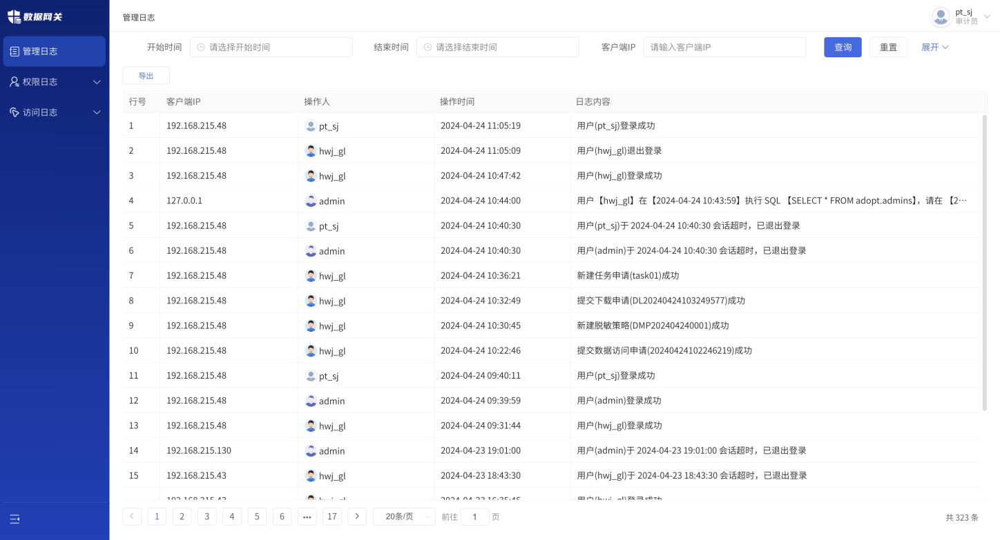 数据网关
管理日志
权限日志
访问日志
管理日志
pt_sj
审计员
开始时间 请选择开始时间 结束时间 请选择结束时间 客户端IP 请输入客户端IP 查询 重置 展开
导出
行号 客户端IP 操作人 操作时间 日志内容
1 192.168.215.48 pt_sj 2024-04-24 11:05:19 用户(pt_sj)登录成功
2 192.168.215.48 hwj_gl 2024-04-24 11:05:09 用户(hwj_gl)退出登录
3 192.168.215.48 hwj_gl 2024-04-24 10:47:42 用户(hwj_gl)登录成功
4 127.0.0.1 admin 2024-04-24 10:44:00 用户【hwj_gl】在【2024-04-24 10:43:59】执行 SQL 【SELECT * FROM adopt.admins】，请在 【2…
5 192.168.215.48 pt_sj 2024-04-24 10:40:30 用户(pt_sj)于 2024-04-24 10:40:30 会话超时，已退出登录
6 192.168.215.48 admin 2024-04-24 10:40:30 用户(admin)于 2024-04-24 10:40:30 会话超时，已退出登录
7 192.168.215.48 hwj_gl 2024-04-24 10:36:21 新建任务申请(task01)成功
8 192.168.215.48 hwj_gl 2024-04-24 10:32:49 提交下载申请(DL20240424103249577)成功
9 192.168.215.48 hwj_gl 2024-04-24 10:30:45 新建脱敏策略(DMP202404240001)成功
10 192.168.215.48 hwj_gl 2024-04-24 10:22:46 提交数据访问申请(20240424102246219)成功
11 192.168.215.48 pt_sj 2024-04-24 09:40:11 用户(pt_sj)登录成功
12 192.168.215.48 admin 2024-04-24 09:39:59 用户(admin)登录成功
13 192.168.215.48 hwj_gl 2024-04-24 09:31:44 用户(hwj_gl)登录成功
14 192.168.215.130 admin 2024-04-23 19:01:00 用户(admin)于 2024-04-23 19:01:00 会话超时，已退出登录
15 192.168.215.43 hwj_gl 2024-04-23 18:43:30 用户(hwj_gl)于 2024-04-23 18:43:30 会话超时，已退出登录
1 2 3 4 5 6 ••• 17 20条/页 前往 1 页 共 323 条